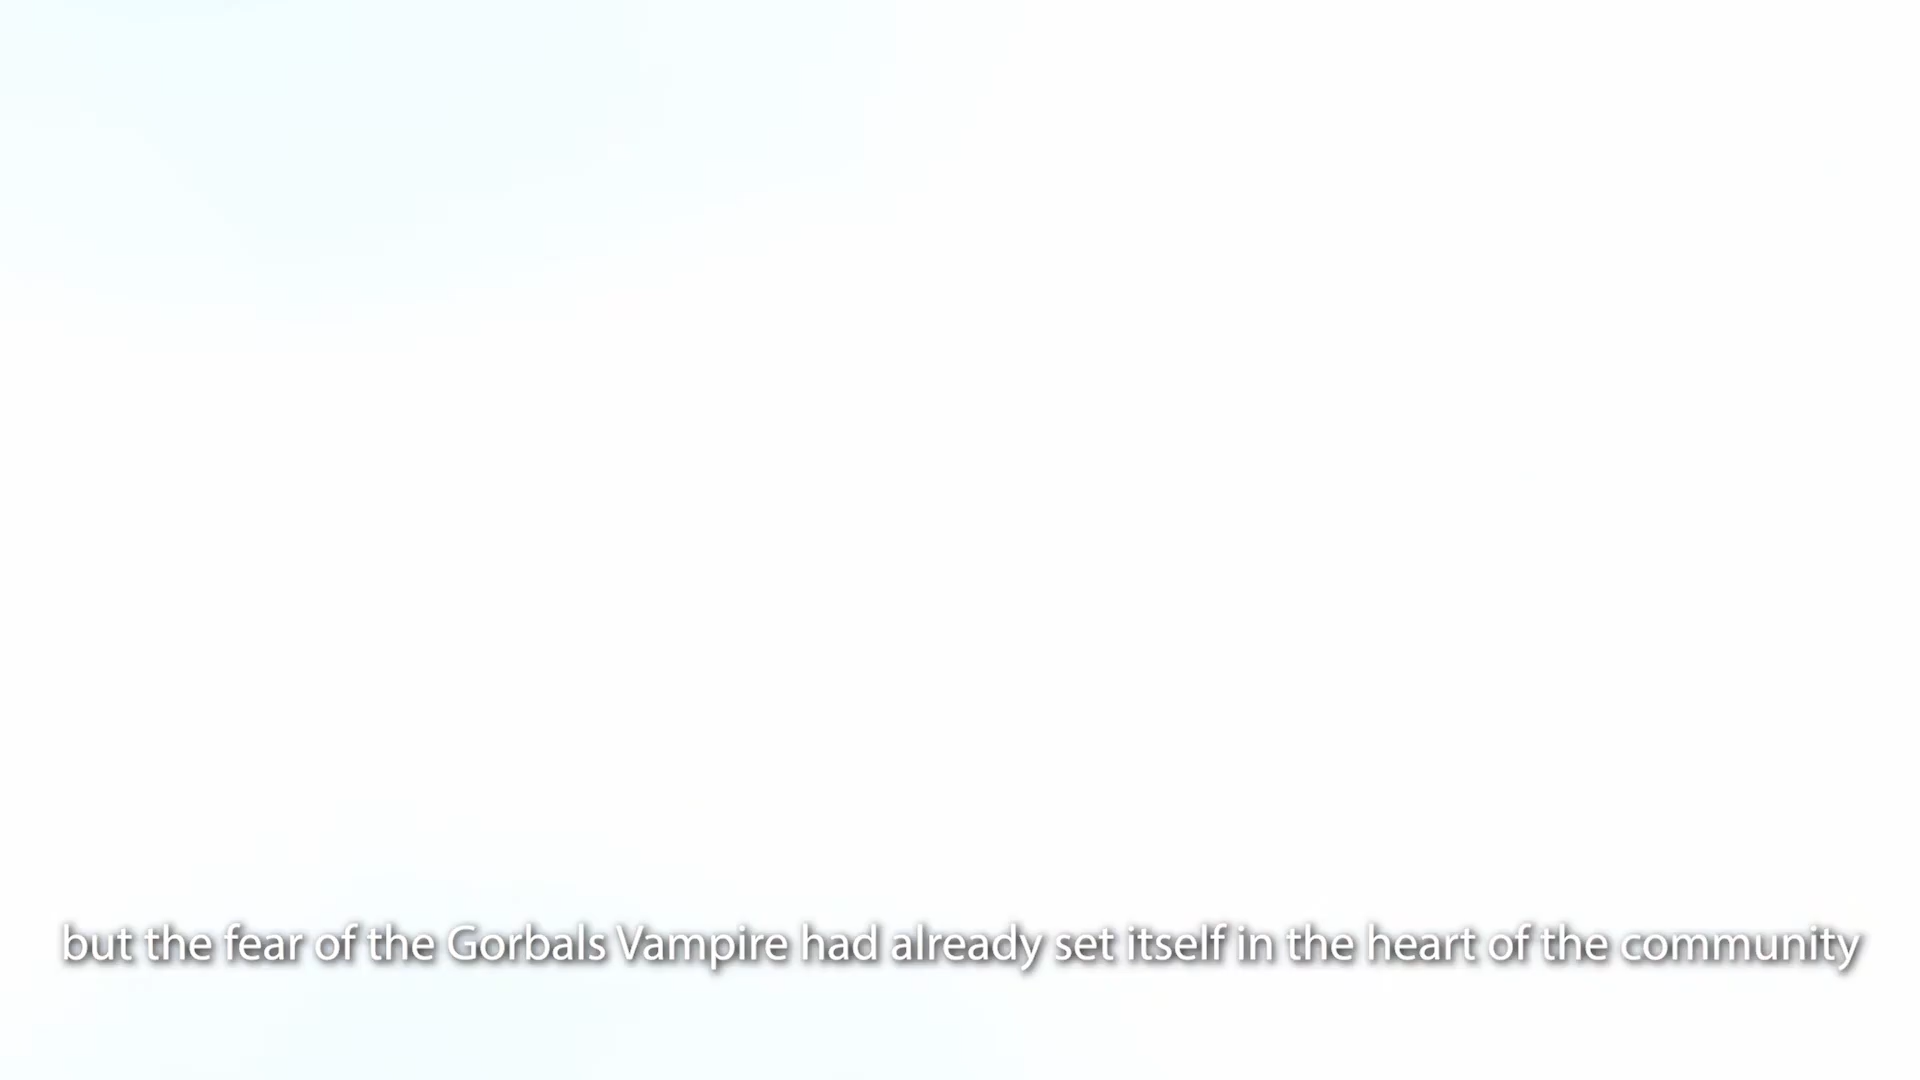 but the fear of the Gorbals Vampire had already set itself in the heart of the community